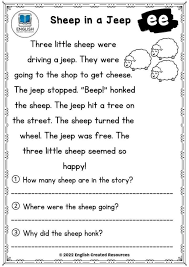 ENGLISH
Sheep in a Jeep
ee
Three little sheep were
driving a jeep. They were
going to the shop to get cheese.
The jeep stopped. "Beep!" honked
the sheep. The jeep hit a tree on
the street. The sheep turned the
wheel. The jeep was free. The
three little sheep seemed so
happy!
① How many sheep are in the story?
② Where were the sheep going?
③ Why did the sheep honk?
© 2022 English Created Resources